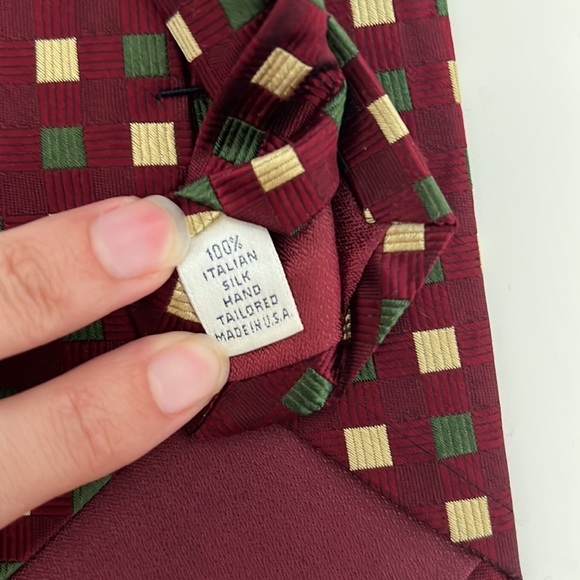 100%
ITALIAN
SILK
HAND
TAILORED
MADE IN U.S.A.